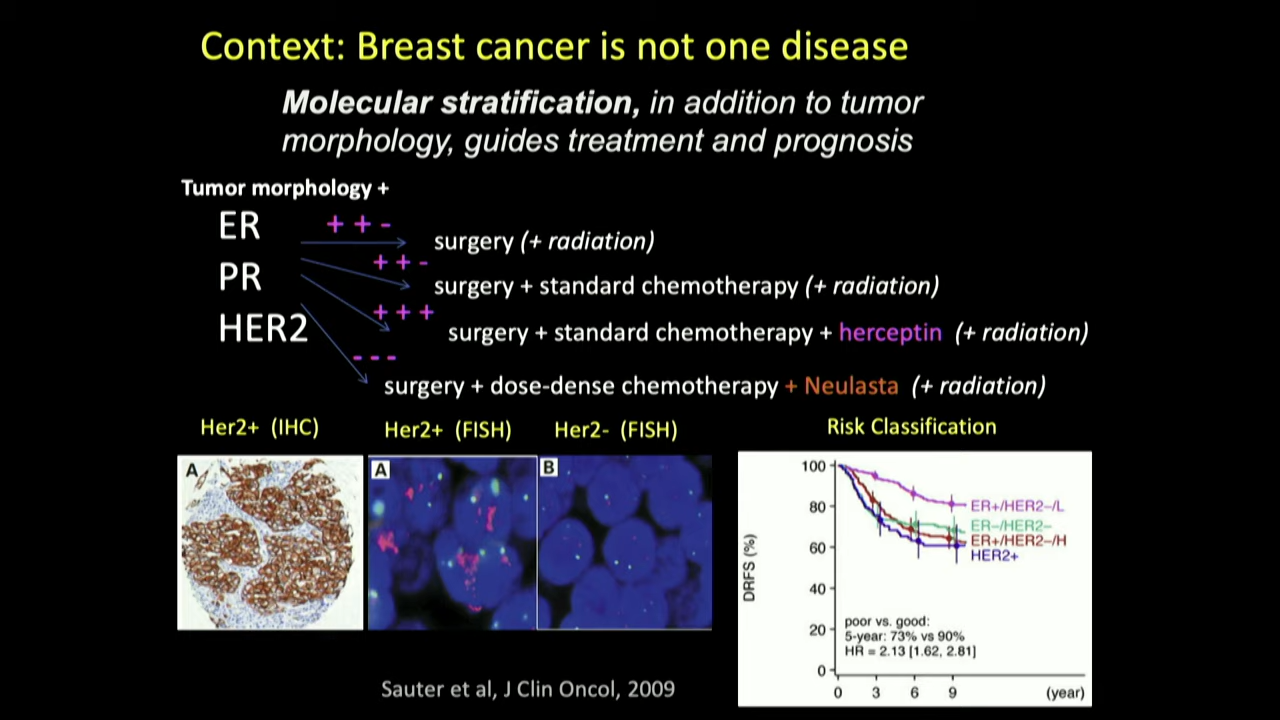 Context: Breast cancer is not one disease
Molecular stratification, in addition to tumor
morphology, guides treatment and prognosis
Tumor morphology +
ER
+ + -
surgery (+ radiation)
PR
+ + -
surgery + standard chemotherapy (+ radiation)
HER2
+ + +
surgery + standard chemotherapy + herceptin (+ radiation)
- - -
surgery + dose-dense chemotherapy + Neulasta (+ radiation)
Her2+ (IHC)
Her2+ (FISH)
Her2- (FISH)
Risk Classification
A
A
B
DRFS (%)
100
80
60
40
20
0
ER+/HER2−/L
ER−/HER2−
ER+/HER2−/H
HER2+
poor vs. good:
5-year: 73% vs 90%
HR = 2.13 [1.62, 2.81]
0 3 6 9 (year)
Sauter et al, J Clin Oncol, 2009